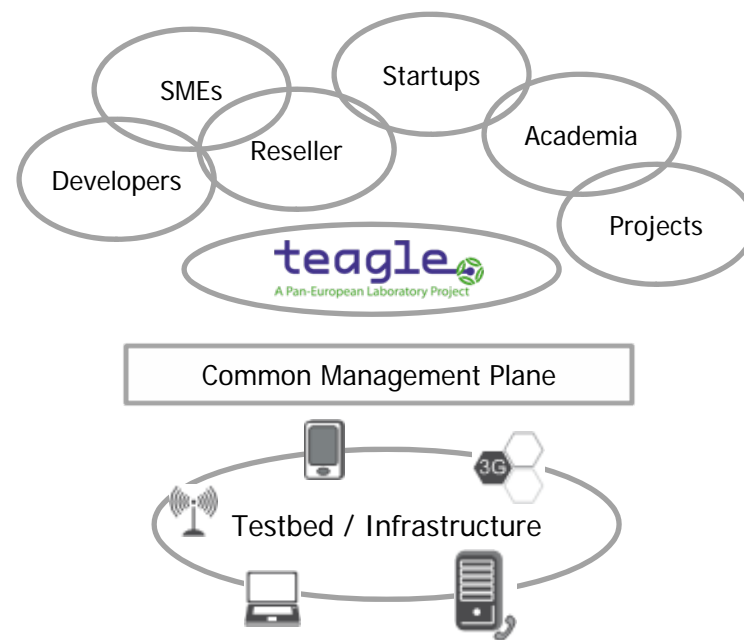 Startups
SMEs
Academia
Reseller
Developers
Projects
teagle
A Pan-European Laboratory Project
Common Management Plane
3G
Testbed / Infrastructure